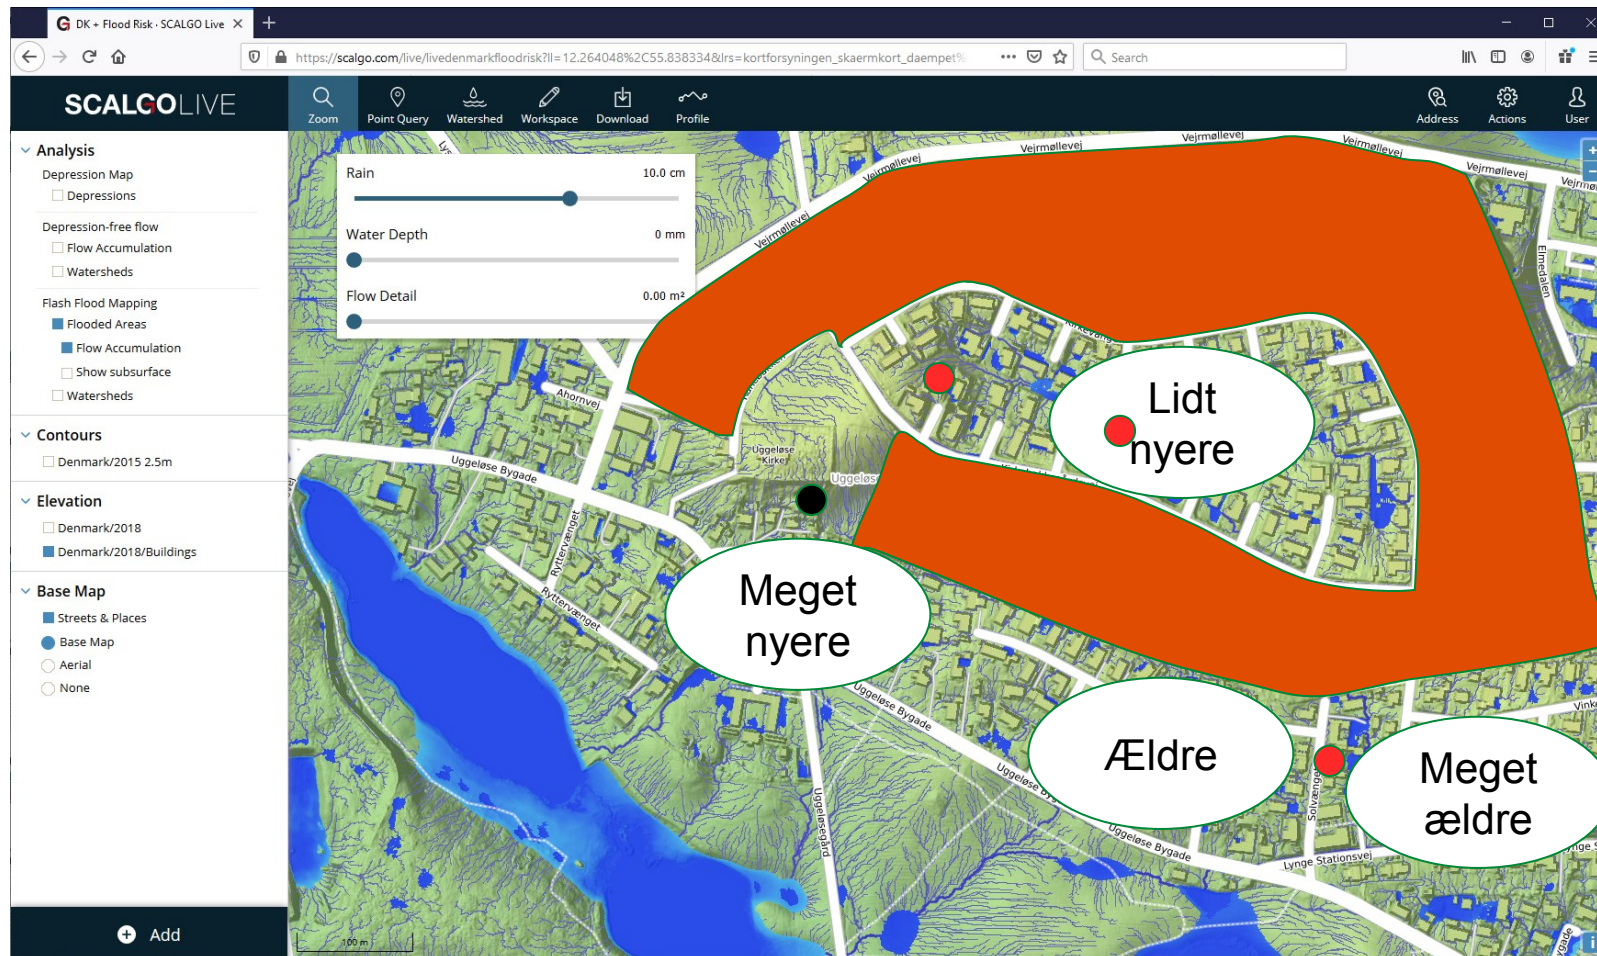 DK + Flood Risk · SCALGO Live
https://scalgo.com/live/livedenmarkfloodrisk?ll=12.264048%2C55.838334&lrs=kortforsyningen_skaermkort_daempet%
Search
SCALGOLIVE
Zoom
Point Query
Watershed
Workspace
Download
Profile
Address
Actions
User
Analysis
Depression Map
Depressions
Depression-free flow
Flow Accumulation
Watersheds
Flash Flood Mapping
Flooded Areas
Flow Accumulation
Show subsurface
Watersheds
Contours
Denmark/2015 2.5m
Elevation
Denmark/2018
Denmark/2018/Buildings
Base Map
Streets & Places
Base Map
Aerial
None
Add
Rain
10.0 cm
Water Depth
0 mm
Flow Detail
0.00 m²
Vejrmøllevej
Vejrmøllevej
Vejrmøllevej
Vejrmøllevej
Vejrmøllevej
Vejrmøllevej
Elmedalen
Ahornvej
Uggeløse Bygade
Uggeløse
Kirke
Uggeløse
Lidt
nyere
Ryttervænget
Ryttervænget
Meget
nyere
Uggeløse Bygade
Ældre
Meget
ældre
Solvænget
Uggeløsegård
Uggeløse Bygade
Lynge Stationsvej
100 m